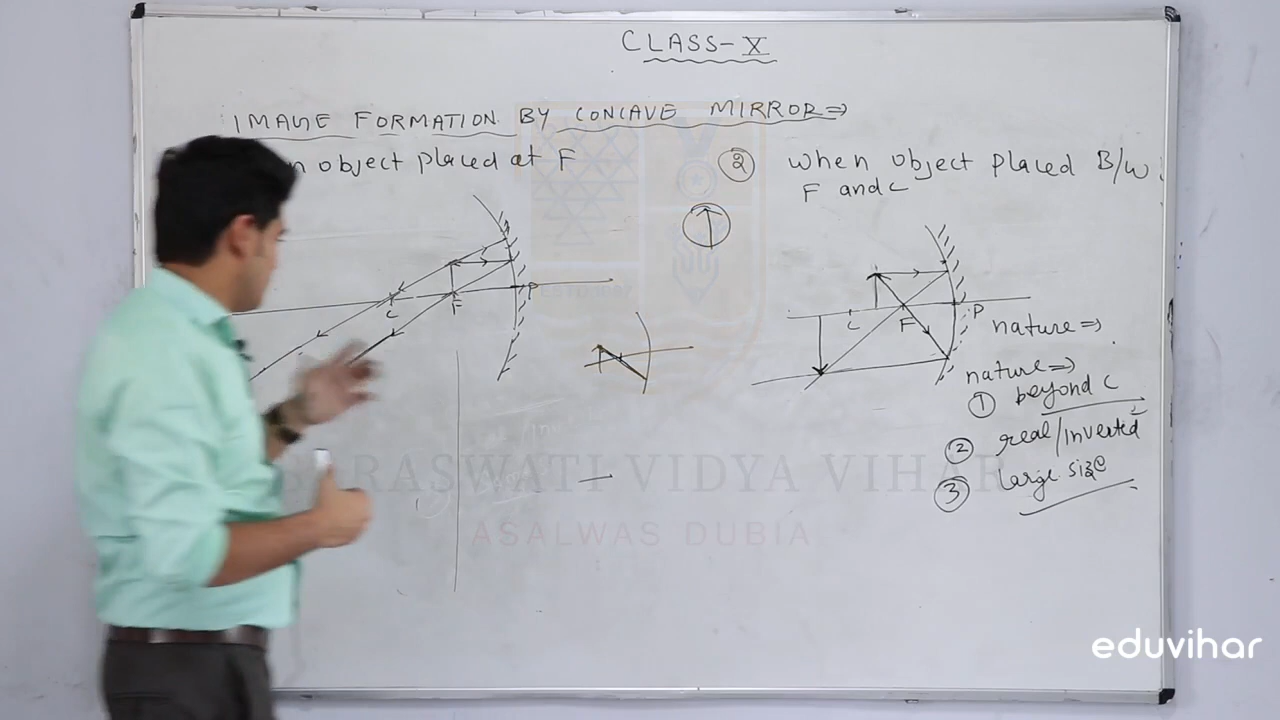 CLASS-X
IMAGE FORMATION BY CONCAVE MIRROR⇒
n object placed at F
② when object placed B/W
F and C
C F P
C F P
nature⇒
nature⇒
① beyond C
② real/inverted
③ large size
SARASWATI VIDYA VIHAR
ASALWAS DUBIA
eduvihar